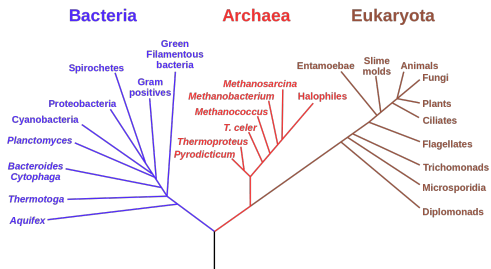 Bacteria
Archaea
Eukaryota
Green
Filamentous
bacteria
Spirochetes
Gram
positives
Proteobacteria
Cyanobacteria
Planctomyces
Bacteroides
Cytophaga
Thermotoga
Aquifex
Methanosarcina
Methanobacterium
Halophiles
Methanococcus
T. celer
Thermoproteus
Pyrodicticum
Entamoebae
Slime
molds
Animals
Fungi
Plants
Ciliates
Flagellates
Trichomonads
Microsporidia
Diplomonads